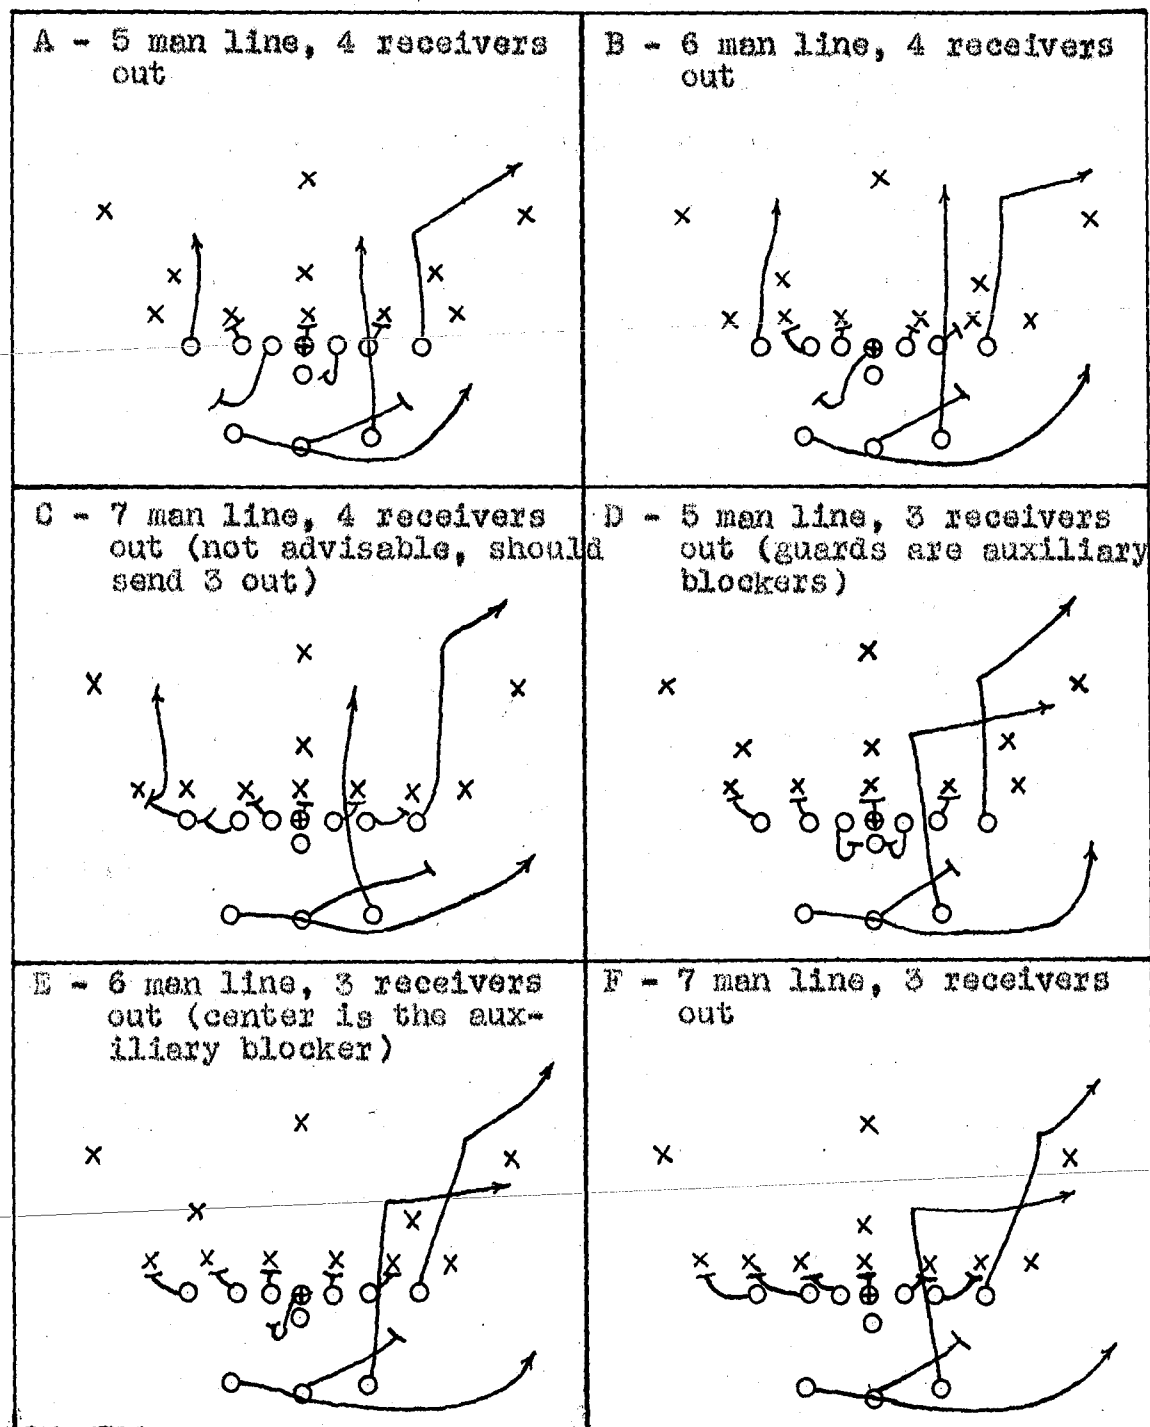 A - 5 man line, 4 receivers
out
B - 6 man line, 4 receivers
out
C - 7 man line, 4 receivers
out (not advisable, should
send 3 out)
D - 5 man line, 3 receivers
out (guards are auxiliary
blockers)
E - 6 man line, 3 receivers
out (center is the aux-
iliary blocker)
F - 7 man line, 3 receivers
out